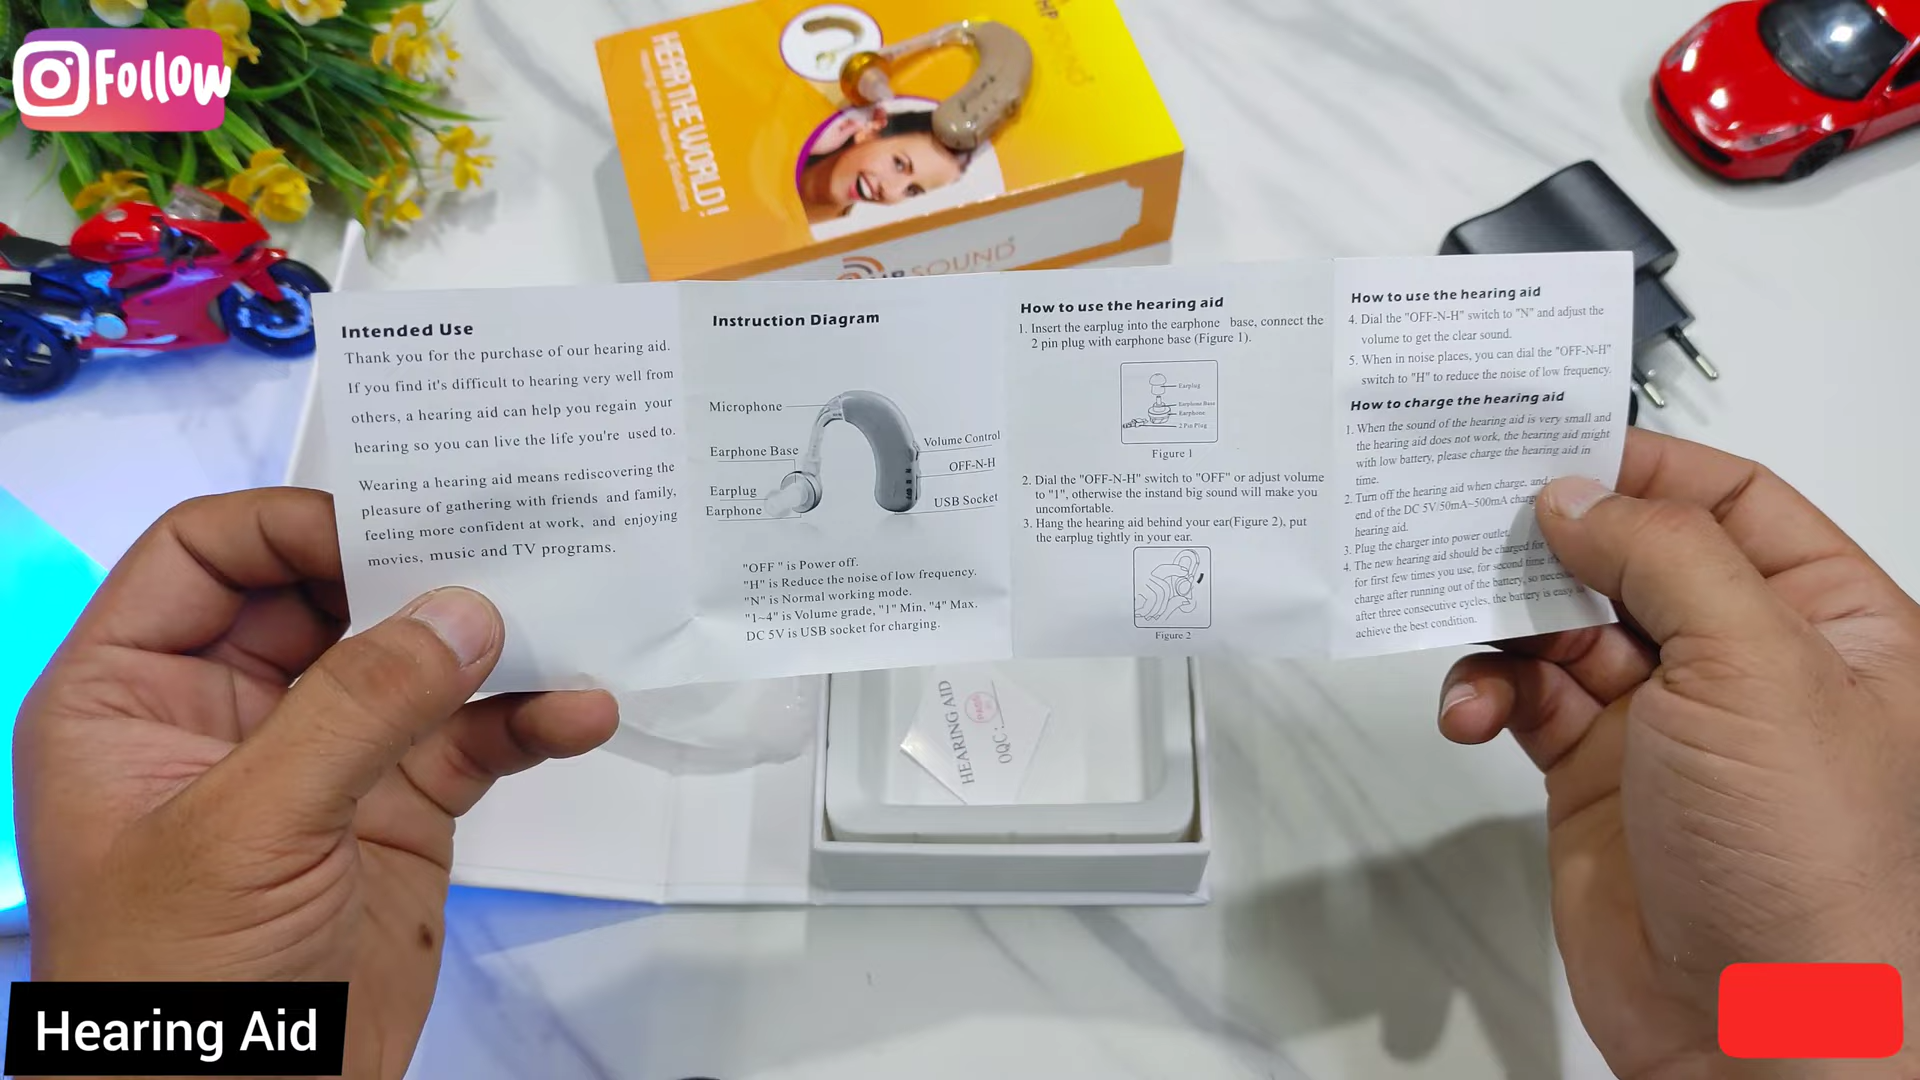 Follow
HEAR THE WORLD!
HP SOUND
SOUND
Intended Use
Thank you for the purchase of our hearing aid.
If you find it's difficult to hearing very well from
others, a hearing aid can help you regain your
hearing so you can live the life you're used to.
Wearing a hearing aid means rediscovering the
pleasure of gathering with friends and family,
feeling more confident at work, and enjoying
movies, music and TV programs.
Instruction Diagram
Microphone
Earphone Base
Earplug
Earphone
Volume Control
OFF-N-H
USB Socket
"OFF " is Power off.
"H" is Reduce the noise of low frequency.
"N" is Normal working mode.
"1~4" is Volume grade, "1" Min, "4" Max.
DC 5V is USB socket for charging.
How to use the hearing aid
1. Insert the earplug into the earphone base, connect the
2 pin plug with earphone base (Figure 1).
Earplug
Earphone Base
Earphone
2 Pin Plug
Figure 1
2. Dial the "OFF-N-H" switch to "OFF" or adjust volume
to "1", otherwise the instand big sound will make you
uncomfortable.
3. Hang the hearing aid behind your ear(Figure 2), put
the earplug tightly in your ear.
Figure 2
How to use the hearing aid
4. Dial the "OFF-N-H" switch to "N" and adjust the
volume to get the clear sound.
5. When in noise places, you can dial the "OFF-N-H"
switch to "H" to reduce the noise of low frequency.
How to charge the hearing aid
1. When the sound of the hearing aid is very small and
the hearing aid does not work, the hearing aid might
with low battery, please charge the hearing aid in
time.
2. Turn off the hearing aid when charge, and
end of the DC 5V/50mA~500mA
hearing aid.
3. Plug the charger into power outlet.
4. The new hearing aid should be charged for
for first few times you use, for second time
charge after running out of the battery, so
after three consecutive cycles, the battery is easy
achieve the best condition.
HEARING AID
OQC:
PASS
Hearing Aid